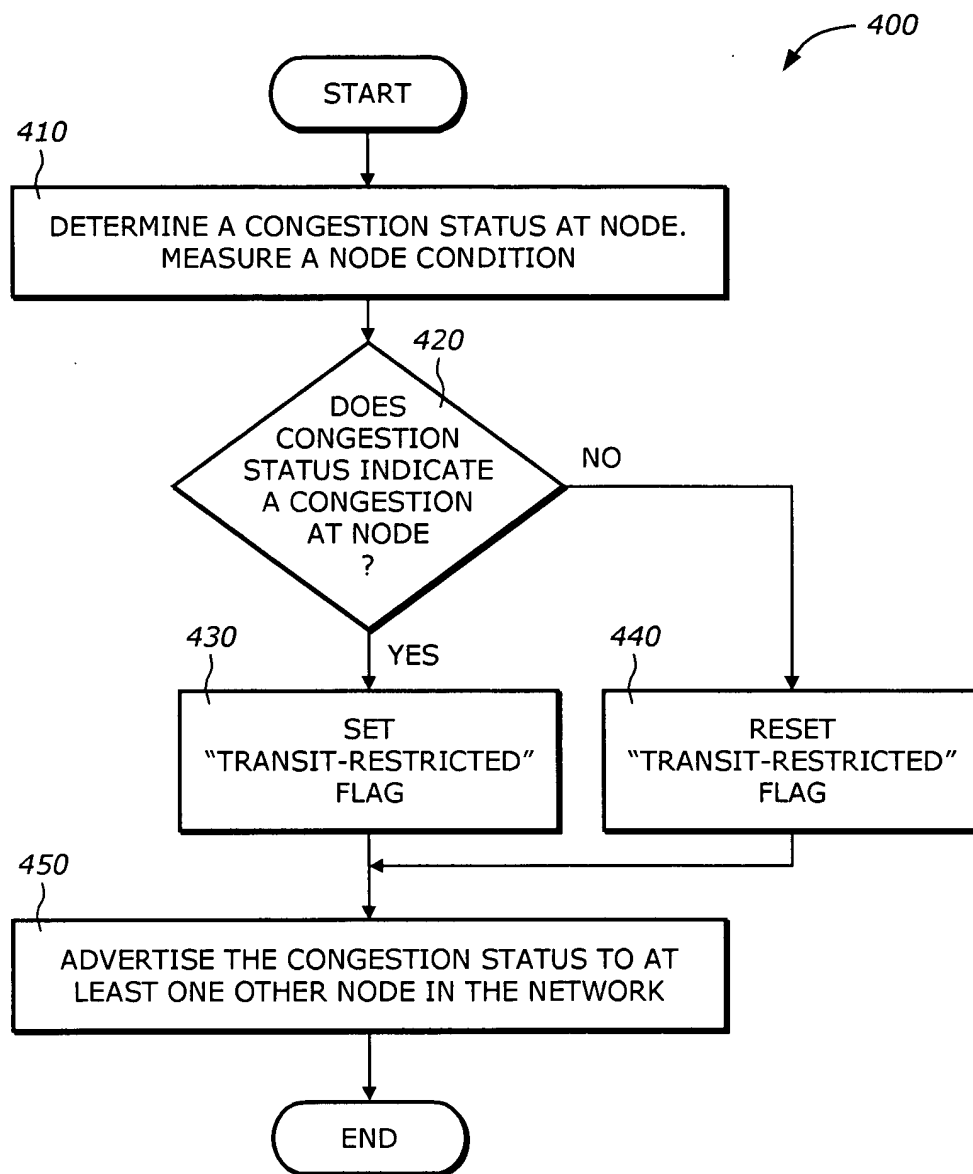 400
START
410
DETERMINE A CONGESTION STATUS AT NODE.
MEASURE A NODE CONDITION
420
DOES
CONGESTION
STATUS INDICATE
A CONGESTION
AT NODE
?
NO
YES
430
SET
“TRANSIT-RESTRICTED”
FLAG
440
RESET
“TRANSIT-RESTRICTED”
FLAG
450
ADVERTISE THE CONGESTION STATUS TO AT
LEAST ONE OTHER NODE IN THE NETWORK
END